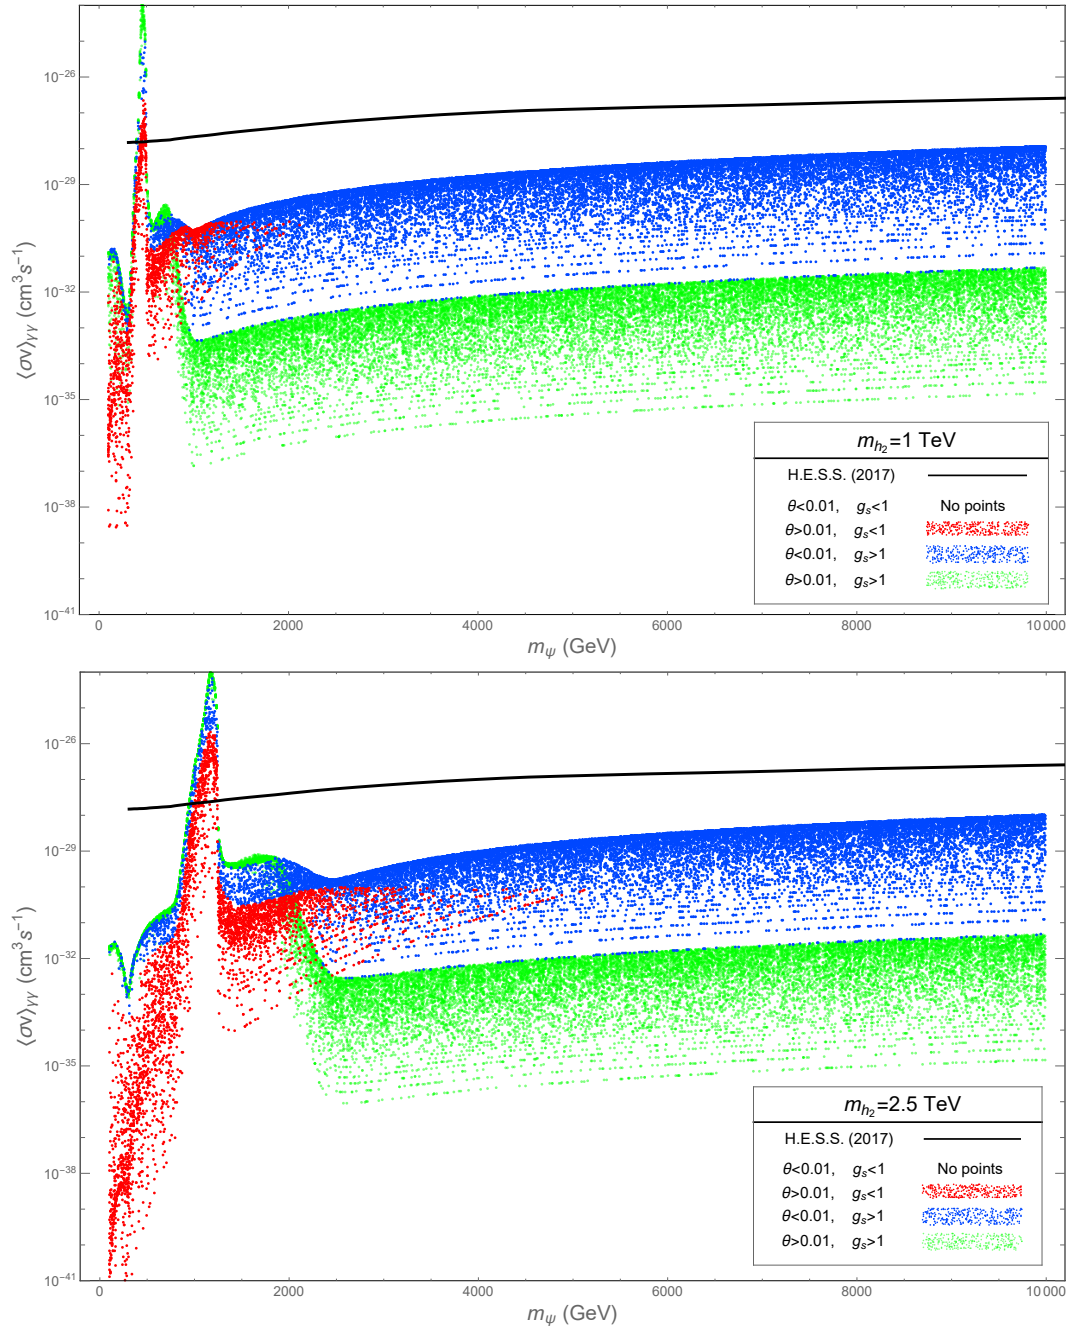 10⁻²⁶
10⁻²⁹
10⁻³²
10⁻³⁵
10⁻³⁸
10⁻⁴¹
⟨σv⟩γγ (cm³s⁻¹)
m_h₂=1 TeV
H.E.S.S. (2017)
θ<0.01, gₛ<1 No points
θ>0.01, gₛ<1
θ<0.01, gₛ>1
θ>0.01, gₛ>1
0 2000 4000 6000 8000 10000
m_ψ (GeV)
10⁻²⁶
10⁻²⁹
10⁻³²
10⁻³⁵
10⁻³⁸
10⁻⁴¹
⟨σv⟩γγ (cm³s⁻¹)
m_h₂=2.5 TeV
H.E.S.S. (2017)
θ<0.01, gₛ<1 No points
θ>0.01, gₛ<1
θ<0.01, gₛ>1
θ>0.01, gₛ>1
0 2000 4000 6000 8000 10000
m_ψ (GeV)